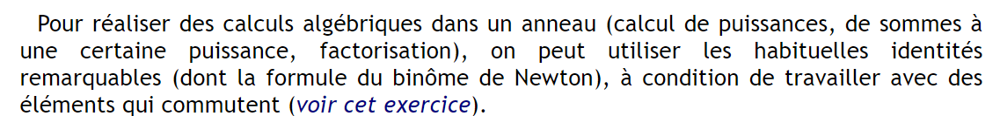 Pour réaliser des calculs algébriques dans un anneau (calcul de puissances, de sommes à
une certaine puissance, factorisation), on peut utiliser les habituelles identités
remarquables (dont la formule du binôme de Newton), à condition de travailler avec des
éléments qui commutent (voir cet exercice).